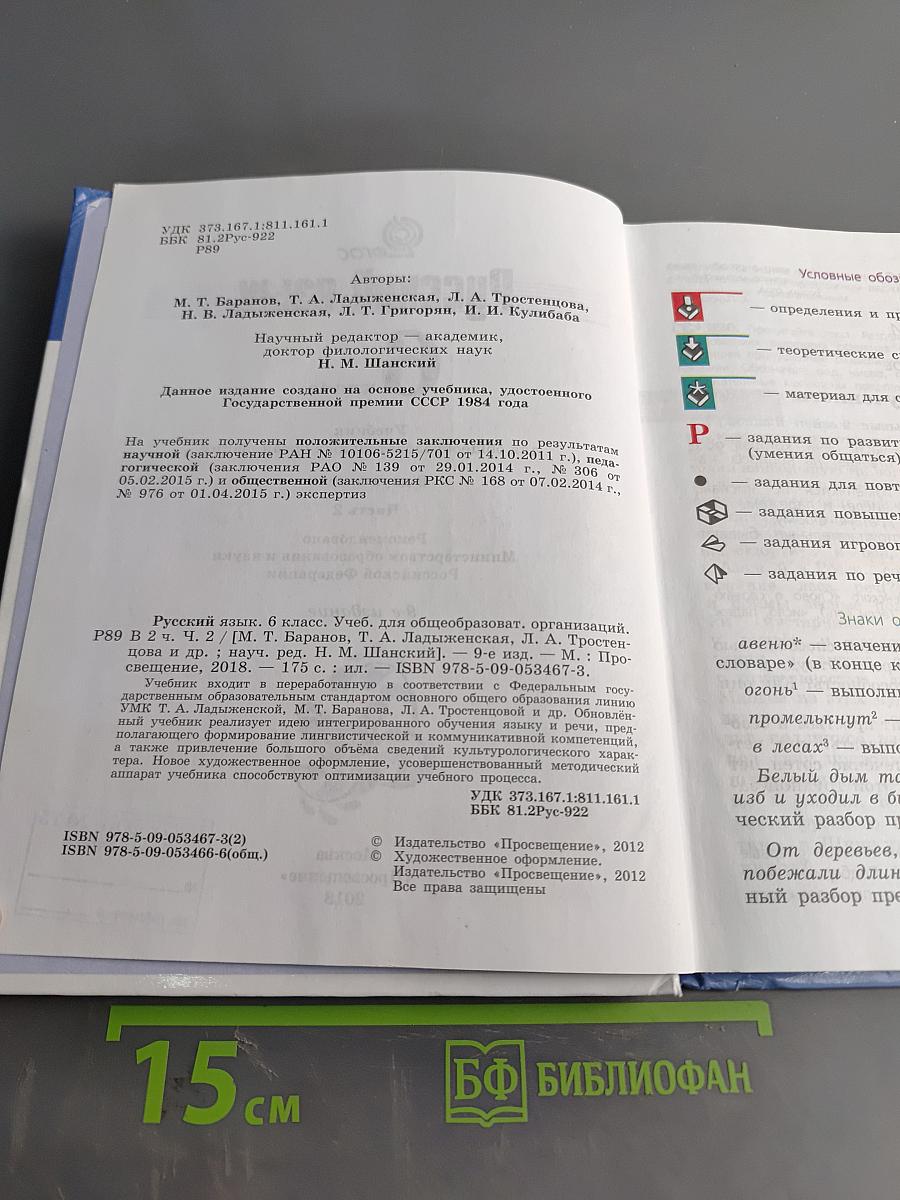 УДК 373.167.1:811.161.1
ББК 81.2Рус-922
Р89
Авторы:
М. Т. Баранов, Т. А. Ладыженская, Л. А. Тростенцова,
Н. В. Ладыженская, Л. Т. Григорян, И. И. Кулибаба
Научный редактор — академик,
доктор филологических наук
Н. М. Шанский
Данное издание создано на основе учебника, удостоенного
Государственной премии СССР 1984 года
На учебник получены положительные заключения по результатам
научной (заключение РАН № 10106-5215/701 от 14.10.2011 г.), педа-
гогической (заключения РАО № 139 от 29.01.2014 г., № 306 от
05.02.2015 г.) и общественной (заключения РКС № 168 от 07.02.2014 г.,
№ 976 от 01.04.2015 г.) экспертиз
Русский язык. 6 класс. Учеб. для общеобразоват. организаций.
Р89 В 2 ч. Ч. 2 / [М. Т. Баранов, Т. А. Ладыженская, Л. А. Тростен-
цова и др. ; науч. ред. Н. М. Шанский]. — 9-е изд. — М. : Про-
свещение, 2018. — 175 с. : ил. — ISBN 978-5-09-053467-3.
Учебник входит в переработанную в соответствии с Федеральным госу-
дарственным образовательным стандартом основного общего образования линию
УМК Т. А. Ладыженской, М. Т. Баранова, Л. А. Тростенцовой и др. Обновлён-
ный учебник реализует идею интегрированного обучения языку и речи, пред-
полагающего формирование лингвистической и коммуникативной компетенций,
а также привлечение большого объёма сведений культурологического харак-
тера. Новое художественное оформление, усовершенствованный методический
аппарат учебника способствуют оптимизации учебного процесса.
УДК 373.167.1:811.161.1
ББК 81.2Рус-922
ISBN 978-5-09-053467-3(2)
ISBN 978-5-09-053466-6(общ.)
© Издательство «Просвещение», 2012
© Художественное оформление.
Издательство «Просвещение», 2012
Все права защищены
Условные обоз
— определения и пр
— теоретические с
— материал для с
Р — задания по развит
(умения общаться)
— задания для повт
— задания повышен
— задания игровог
— задания по реч
Знаки о
авеню* — значени
словаре» (в конце к
огонь¹ — выполн
промелькнут² —
в лесах³ — выпо
Белый дым та
изб и уходил в б
ческий разбор пр
От деревьев,
побежали длин
ный разбор пре
15 см
БФ БИБЛИОФАН